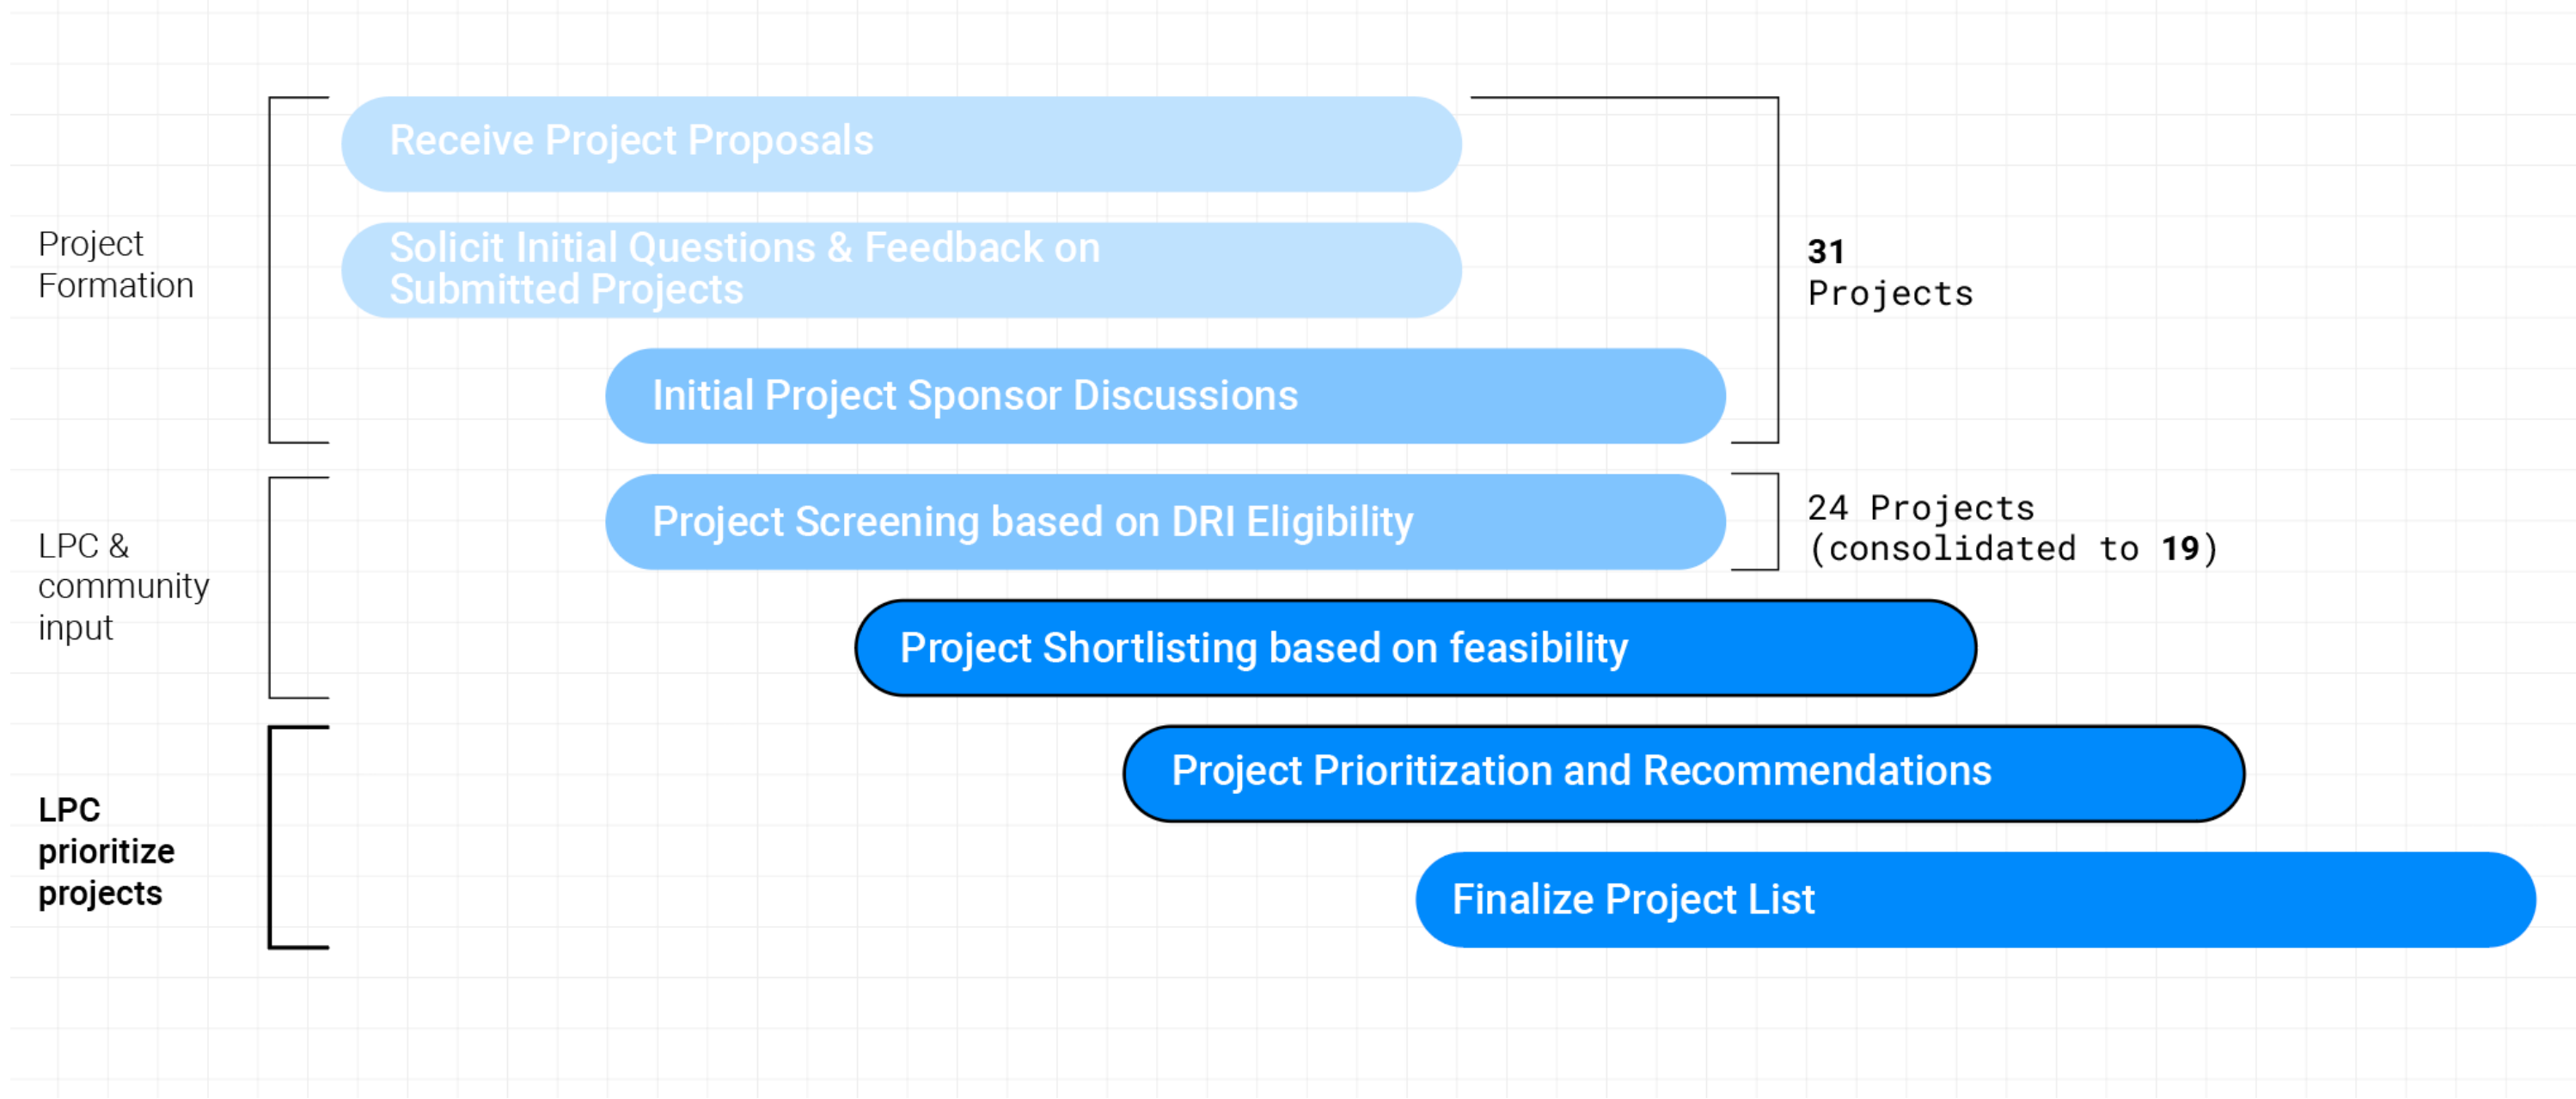 Project
Formation
Receive Project Proposals
Solicit Initial Questions & Feedback on
Submitted Projects
Initial Project Sponsor Discussions
31
Projects
LPC &
community
input
Project Screening based on DRI Eligibility
24 Projects
(consolidated to 19)
Project Shortlisting based on feasibility
LPC
prioritize
projects
Project Prioritization and Recommendations
Finalize Project List